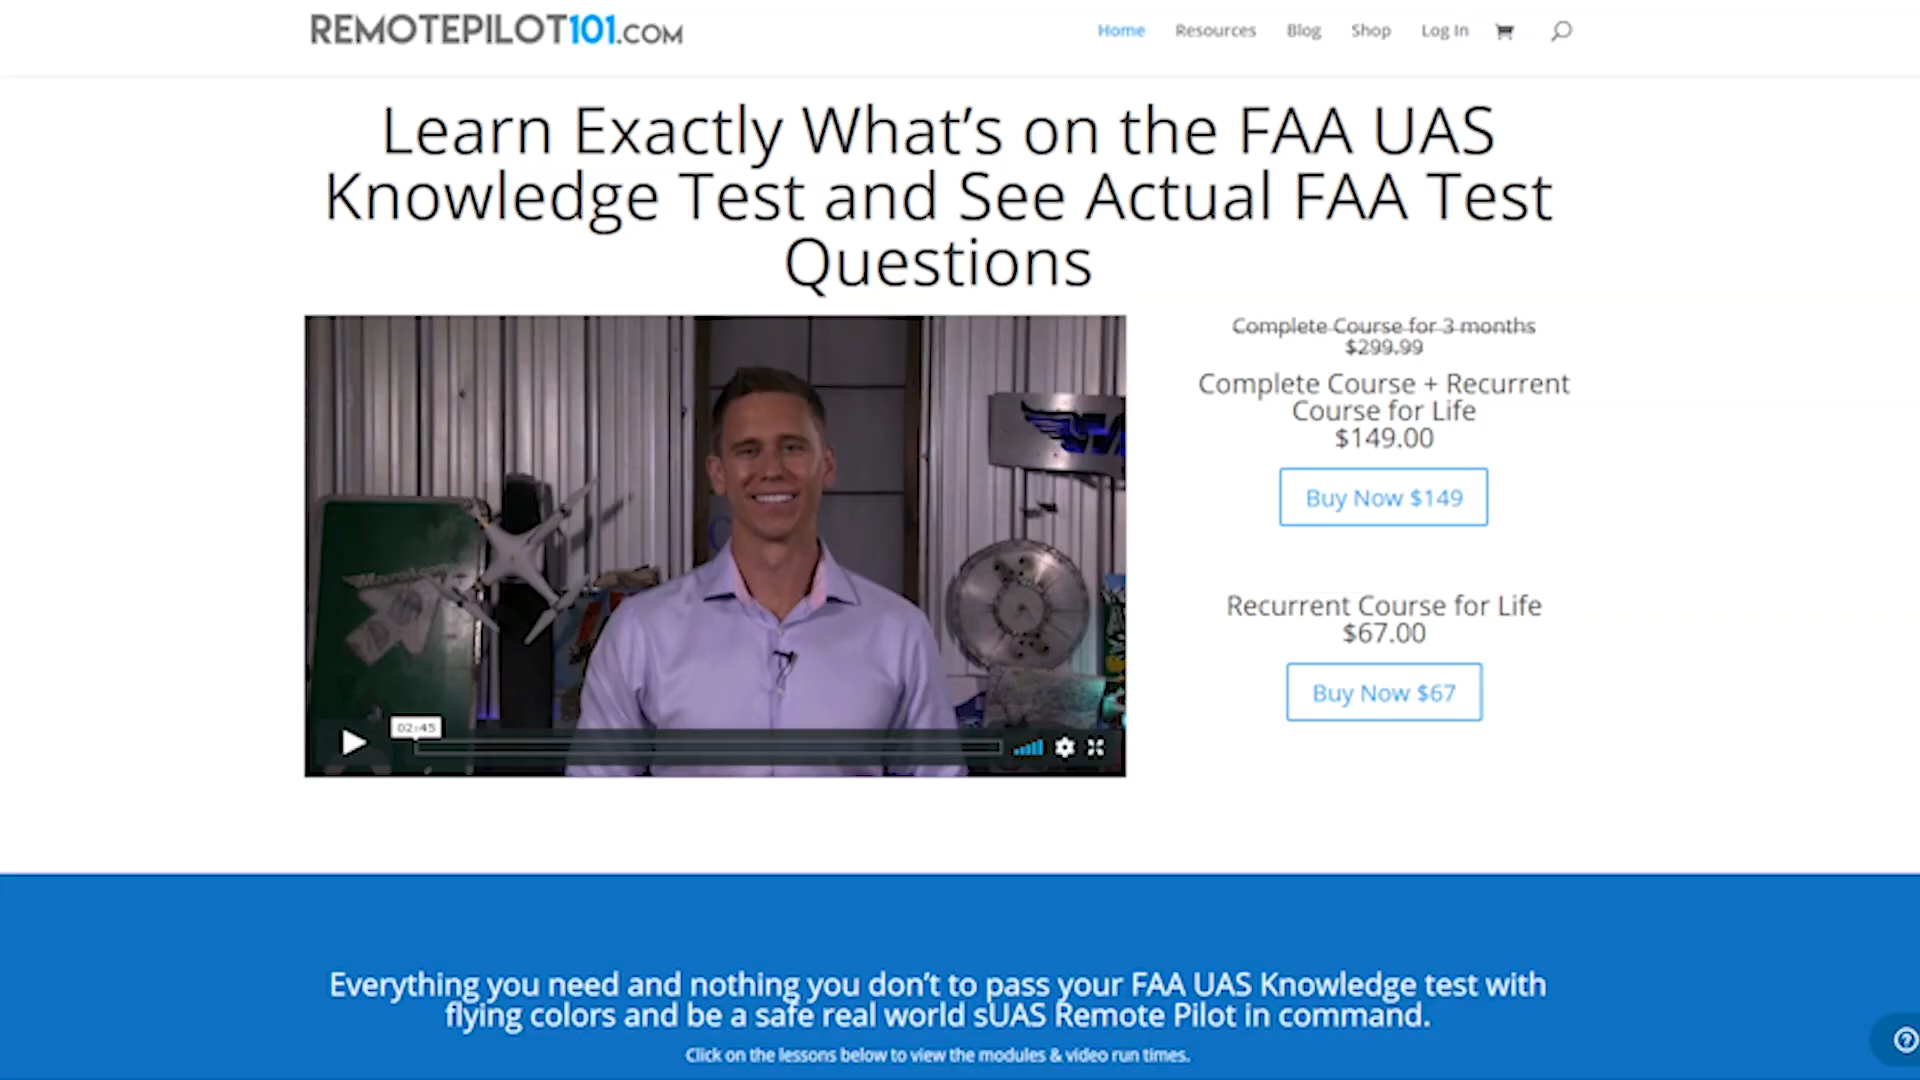 REMOTEPILOT101.COM
Home Resources Blog Shop Log In
Learn Exactly What's on the FAA UAS
Knowledge Test and See Actual FAA Test
Questions
Complete Course for 3 months
$299.99
Complete Course + Recurrent
Course for Life
$149.00
Buy Now $149
Recurrent Course for Life
$67.00
Buy Now $67
02:45
Everything you need and nothing you don't to pass your FAA UAS Knowledge test with
flying colors and be a safe real world sUAS Remote Pilot in command.
Click on the lessons below to view the modules & video run times.